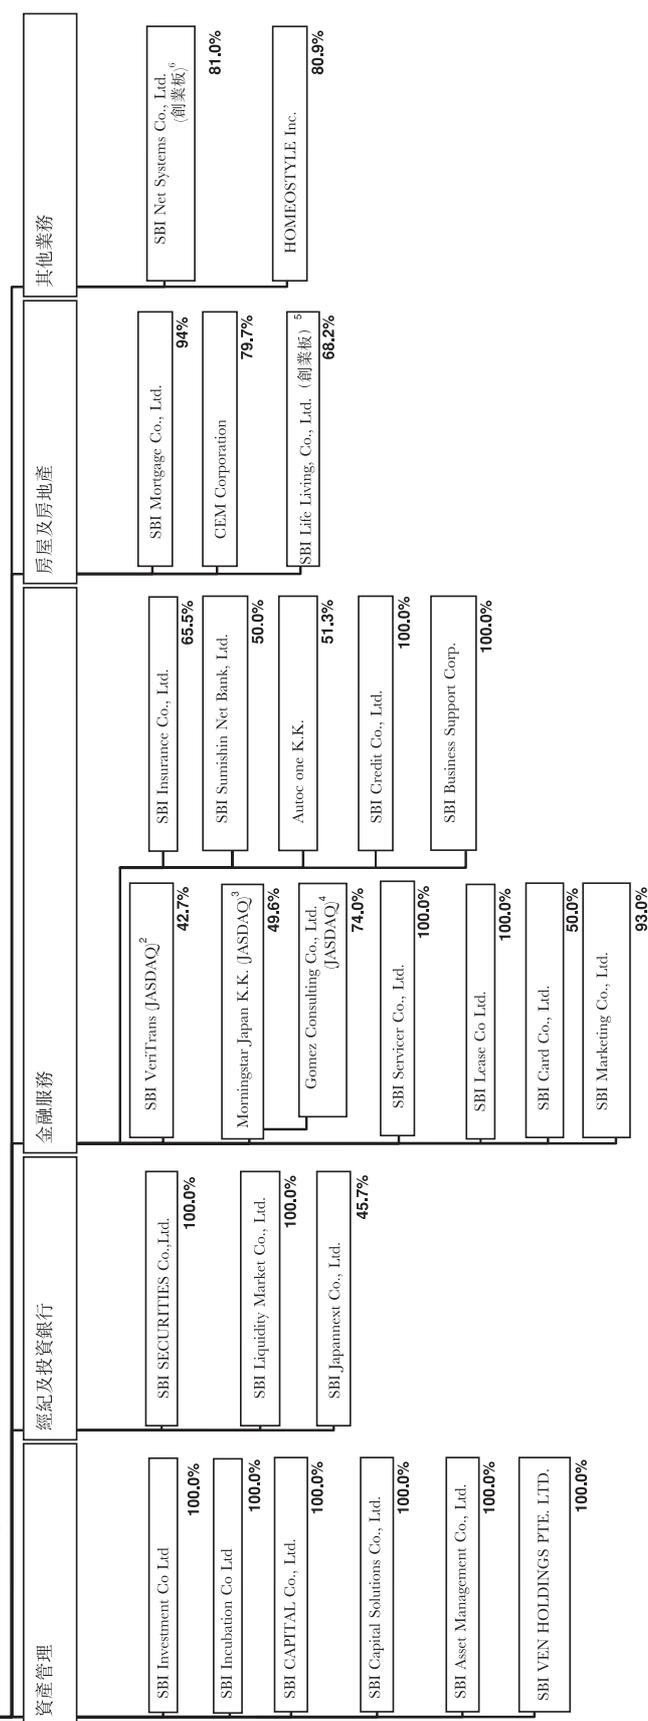 資產管理
SBI Investment Co Ltd
100.0%
SBI Incubation Co Ltd
100.0%
SBI CAPITAL Co., Ltd.
100.0%
SBI Capital Solutions Co., Ltd.
100.0%
SBI Asset Management Co., Ltd.
100.0%
SBI VEN HOLDINGS PTE. LTD.
100.0%
經紀及投資銀行
SBI SECURITIES Co.,Ltd.
100.0%
SBI Liquidity Market Co., Ltd.
100.0%
SBI Japannext Co., Ltd.
45.7%
金融服務
SBI VeriTrans (JASDAQ)2
42.7%
Morningstar Japan K.K. (JASDAQ)3
49.6%
Gomez Consulting Co., Ltd.
(JASDAQ)4
74.0%
SBI Servicer Co., Ltd.
100.0%
SBI Lease Co Ltd.
100.0%
SBI Card Co., Ltd.
50.0%
SBI Marketing Co., Ltd.
93.0%
SBI Insurance Co., Ltd.
65.5%
SBI Sumishin Net Bank, Ltd.
50.0%
Autoc one K.K.
51.3%
SBI Credit Co., Ltd.
100.0%
SBI Business Support Corp.
100.0%
房屋及房地產
SBI Mortgage Co., Ltd.
94%
CEM Corporation
79.7%
SBI Life Living, Co., Ltd.（創業板）5
68.2%
其他業務
SBI Net Systems Co., Ltd.
(創業板)6
81.0%
HOMEOSTYLE Inc.
80.9%